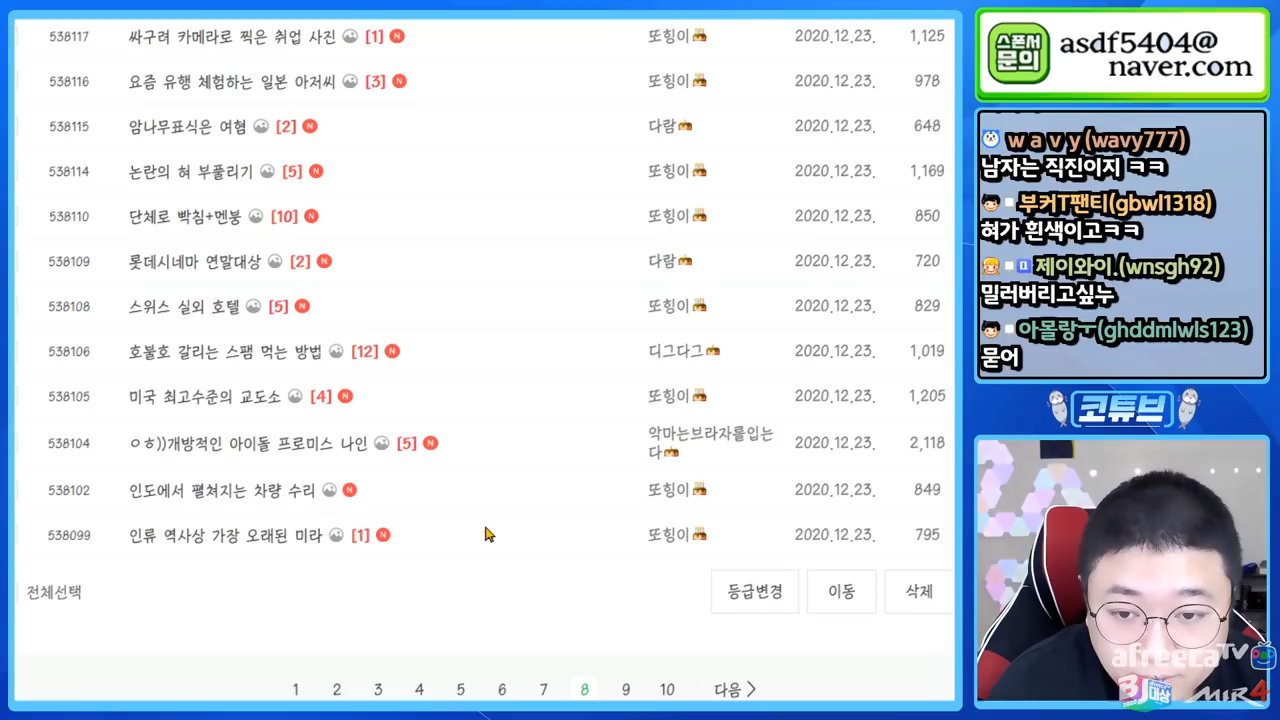 538117 싸구려 카메라로 찍은 취업 사진 [1] N 또힝이 2020.12.23. 1,125
538116 요즘 유행 체험하는 일본 아저씨 [3] N 또힝이 2020.12.23. 978
538115 암나무표식은 여혐 [2] N 다람 2020.12.23. 648
538114 논란의 혀 부풀리기 [5] N 또힝이 2020.12.23. 1,169
538110 단체로 빡침+멘붕 [10] N 또힝이 2020.12.23. 850
538109 롯데시네마 연말대상 [2] N 다람 2020.12.23. 720
538108 스위스 실외 호텔 [5] N 또힝이 2020.12.23. 829
538106 호불호 갈리는 스팸 먹는 방법 [12] N 디그다그 2020.12.23. 1,019
538105 미국 최고수준의 교도소 [4] N 또힝이 2020.12.23. 1,205
538104 ㅇㅎ))개방적인 아이돌 프로미스 나인 [5] N 악마는브라자를입는 2020.12.23. 2,118
다
538102 인도에서 펼쳐지는 차량 수리 N 또힝이 2020.12.23. 849
538099 인류 역사상 가장 오래된 미라 [1] N 또힝이 2020.12.23. 795
전체선택 등급변경 이동 삭제
1 2 3 4 5 6 7 8 9 10 다음
스폰서
문의
asdf5404@
naver.com
w a v y(wavy777)
남자는 직진이지 ㅋㅋ
부커T팬티(gbwl1318)
혀가 흰색이고ㅋㅋ
제이와이.(wnsgh92)
밀러버리고싶누
아몰랑ㅜ(ghddmlwls123)
묻어
코튜브
afreecaTV
BJ대상
MIR4